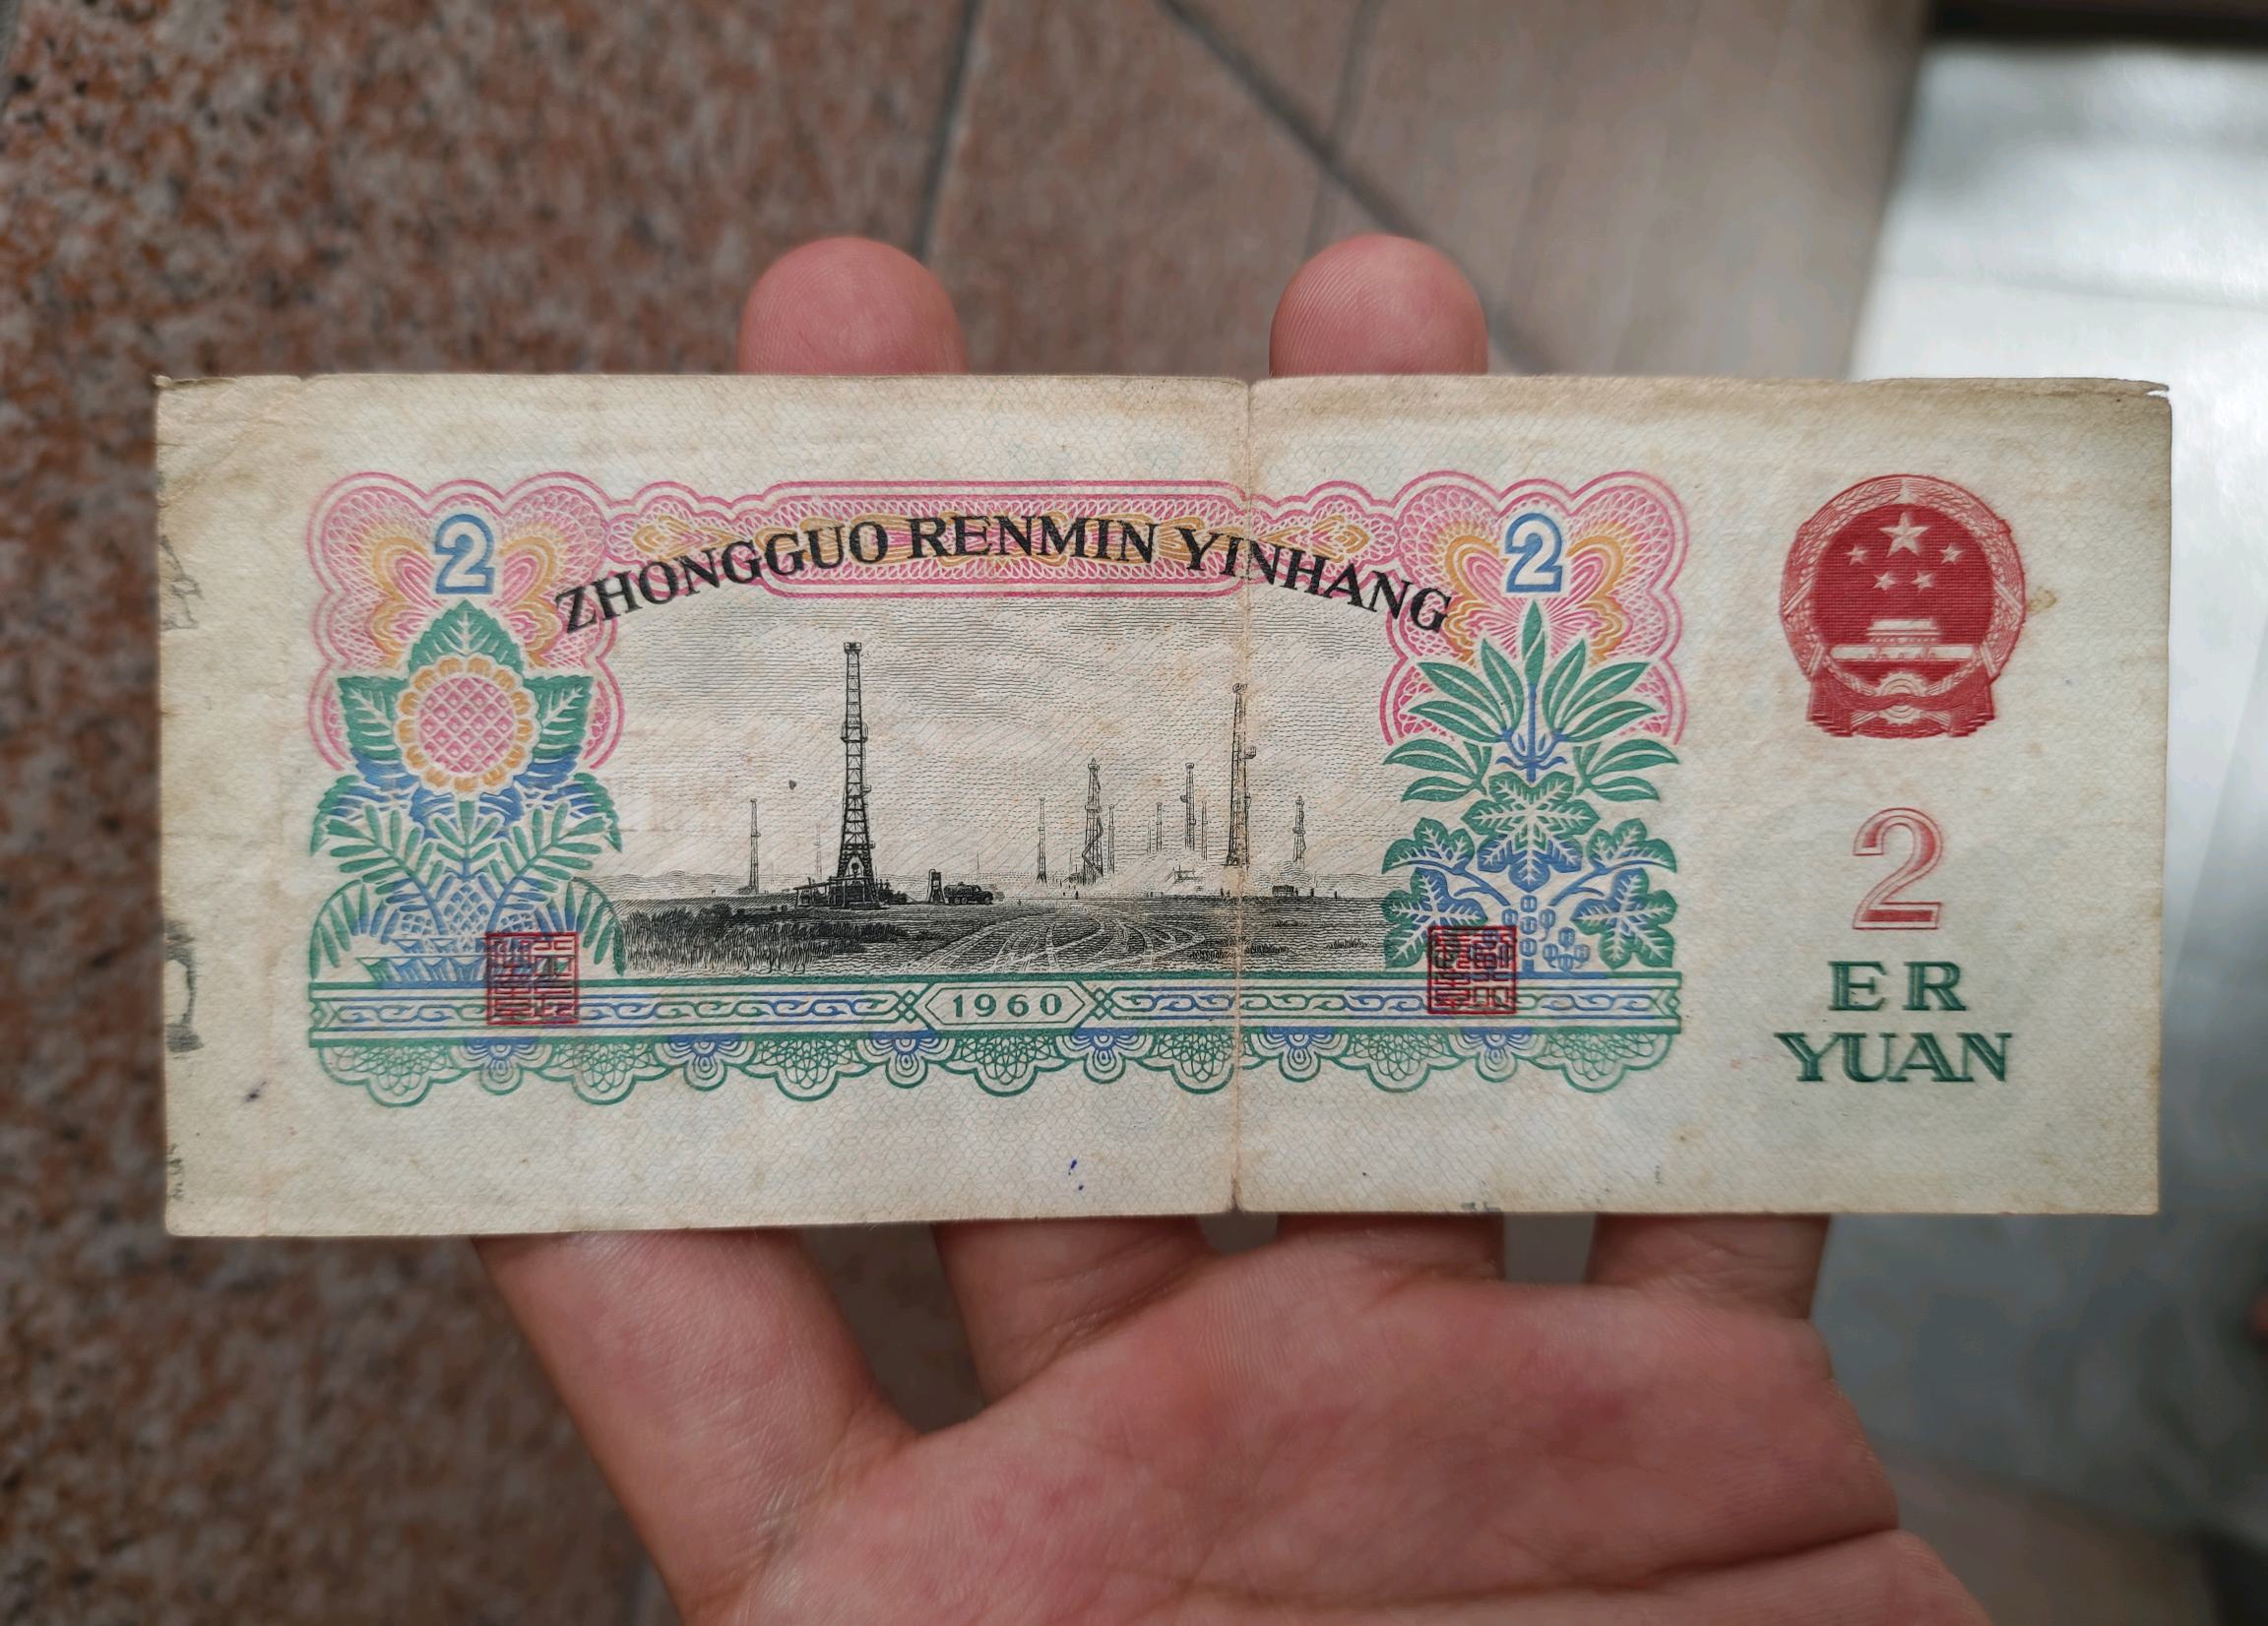 2
2
ZHONGGUO RENMIN YINHANG
1960
2
ER
YUAN